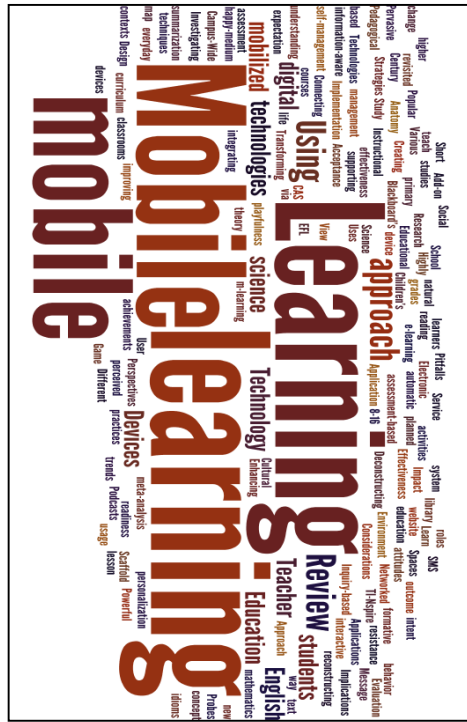 Short Add-on Social
School learners Pitfalls Service system roles SMS
higher Popular Various teach studies natural reading Electronic activities library Learn Spaces outcome intent
change revisited primary Research Highly grades e-learning automatic planned Impact website education attitudes formative behavior
Pervasive Century Anatomy Creating Blackboard's Educational Children's assessment-based Effectiveness Environment Networked resistance Evaluation
Pedagogical Strategies Study Instructional device Science approach Application 8-16 Deconstructing Considerations TI-Nspire Message
based Technologies management effectiveness Uses Inquiry-based interactive Applications Implications
information-aware Implementation Acceptance supporting View EFL Review reconstructing
self-management Connecting Using CAS via Learning students way text
understanding courses digital life Transforming Teacher Approach English
expectation mobilized technologies integrating playfulness science Technology Cultural Enhancing Education mathematics
assessment happy-medium theory m-learning new
Campus-Wide Investigating Mobile learning concept Probes idioms
summarization techniques
map everyday meta-analysis personalization
contexts Design curriculum classrooms improving achievements User Perspectives Devices readiness Scaffold Powerful
devices mobile perceived practices trends Podcasts usage lesson
Game Different